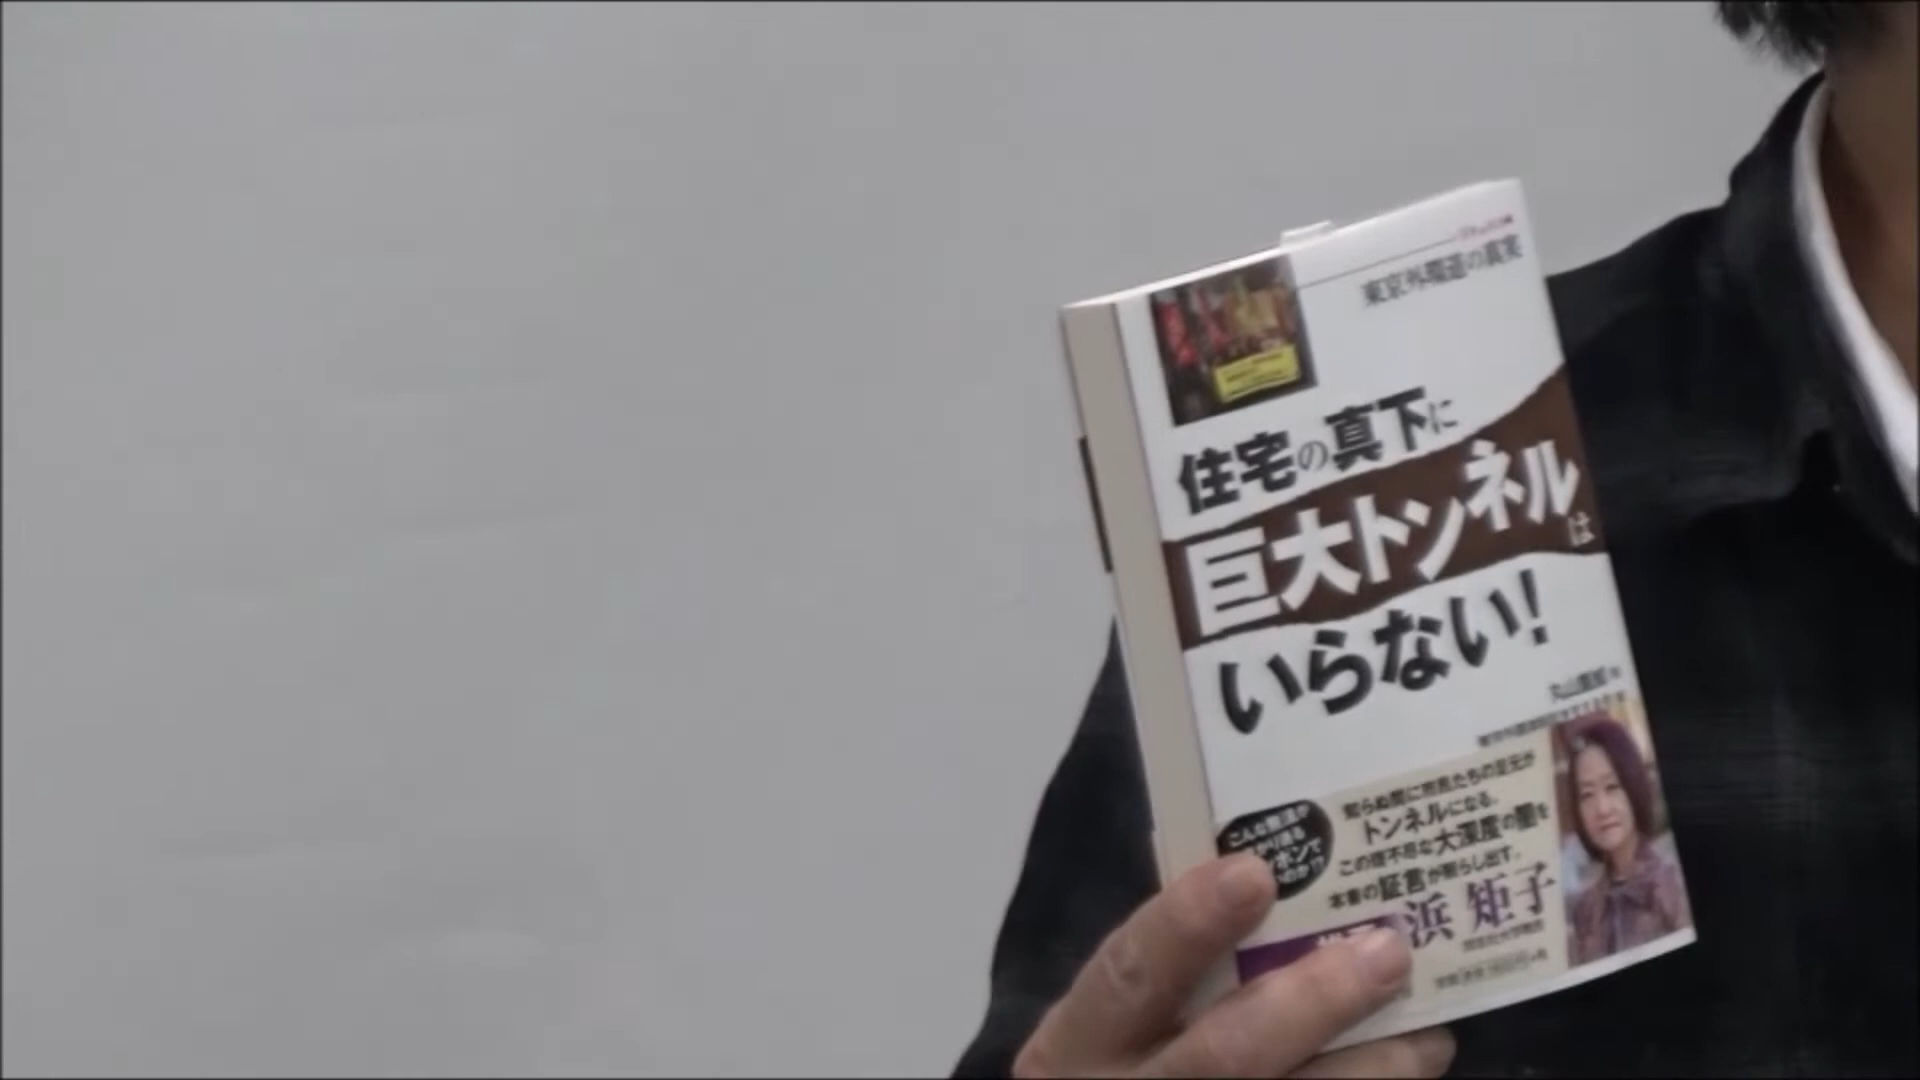 東京外環道の真実
住宅の真下に
巨大トンネルは
いらない!
知らぬ間に市民たちの足元が
トンネルになる。
この理不尽な大深度の闇を
本書の証言が照らし出す。
浜 矩子